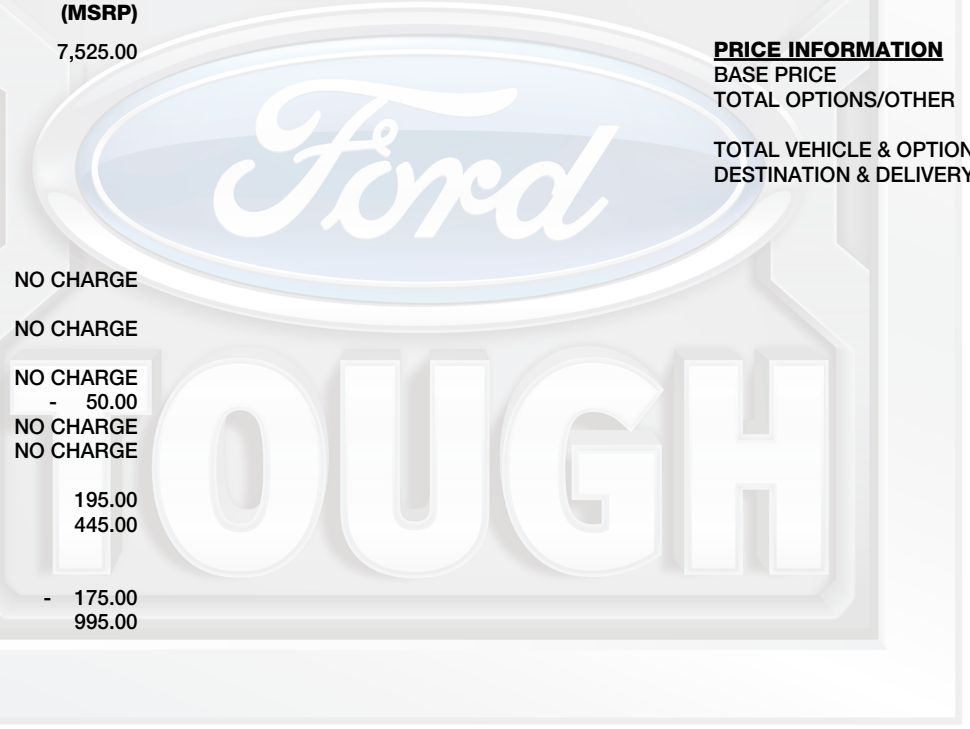 (MSRP)
7,525.00
NO CHARGE
NO CHARGE
NO CHARGE
- 50.00
NO CHARGE
NO CHARGE
195.00
445.00
- 175.00
995.00
PRICE INFORMATION
BASE PRICE
TOTAL OPTIONS/OTHER
TOTAL VEHICLE & OPTION
DESTINATION & DELIVERY
Ford
TOUGH